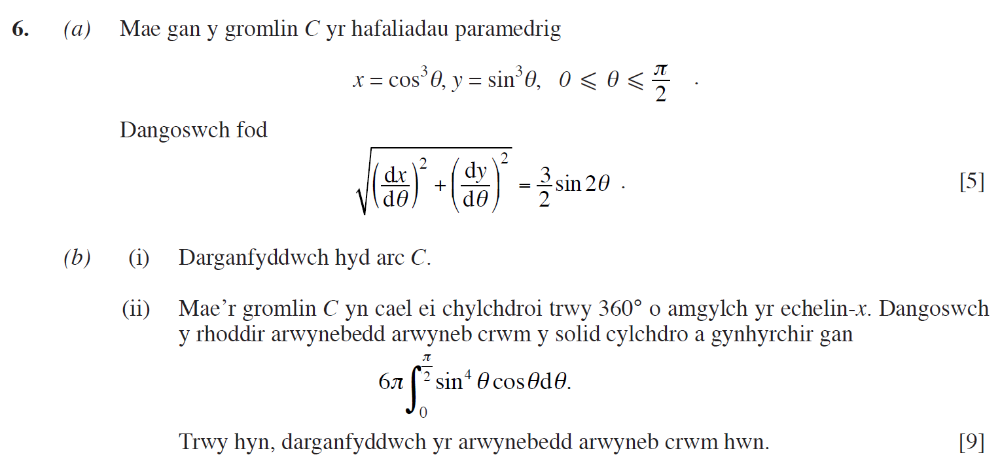 6. (a) Mae gan y gromlin C yr hafaliadau paramedrig
x = cos³θ, y = sin³θ, 0 ⩽ θ ⩽ π/2 .
Dangoswch fod
√((dx/dθ)² + (dy/dθ)²) = 3/2 sin 2θ . [5]
(b) (i) Darganfyddwch hyd arc C.
(ii) Mae’r gromlin C yn cael ei chylchdroi trwy 360° o amgylch yr echelin-x. Dangoswch
y rhoddir arwynebedd arwyneb crwm y solid cylchdro a gynhyrchir gan
6π ∫₀^(π/2) sin⁴ θ cosθdθ.
Trwy hyn, darganfyddwch yr arwynebedd arwyneb crwm hwn. [9]